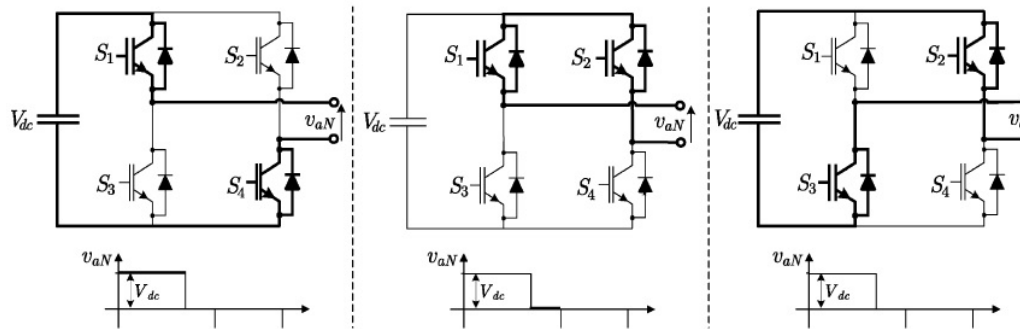 S1 S2 S1 S2 S1 S2
Vdc vaN Vdc vaN Vdc
S3 S4 S3 S4 S3 S4
vaN vaN vaN
Vdc Vdc Vdc